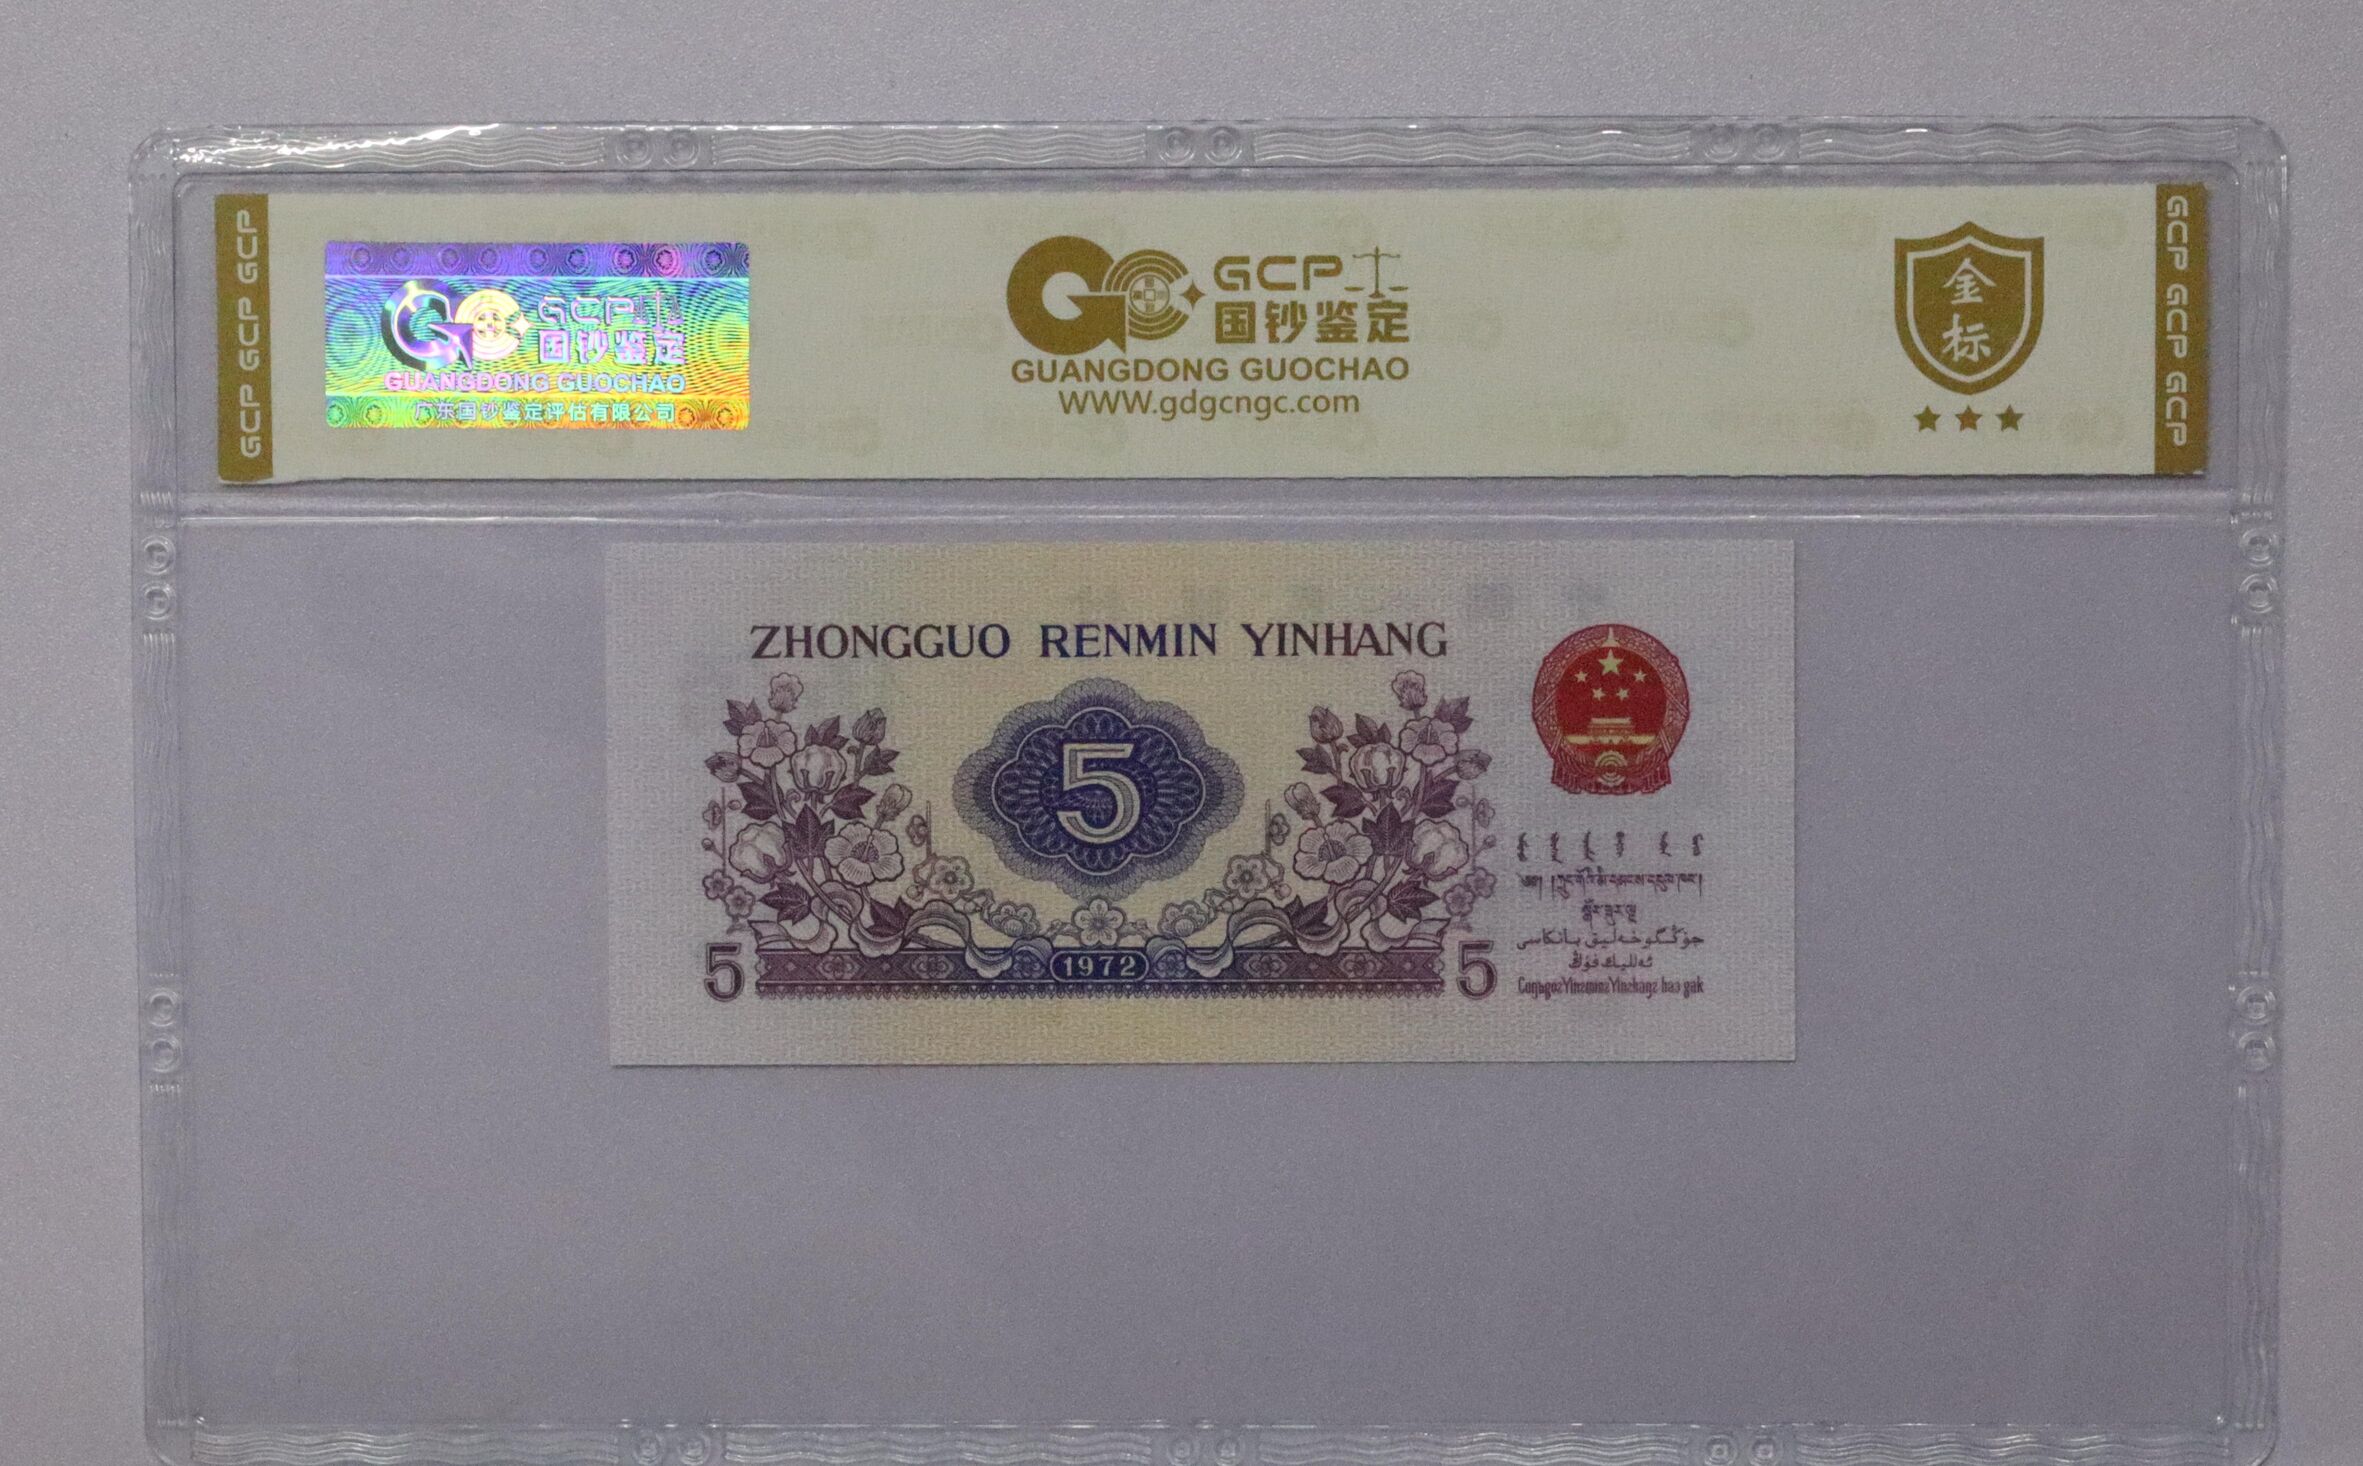 GCP GCP GCP
GCP
国钞鉴定
GUANGDONG GUOCHAO
广东国钞鉴定评估有限公司
GCP
国钞鉴定
GUANGDONG GUOCHAO
WWW.gdgcngc.com
金标
GCP GCP GCP
ZHONGGUO RENMIN YINHANG
5
5
1972
5